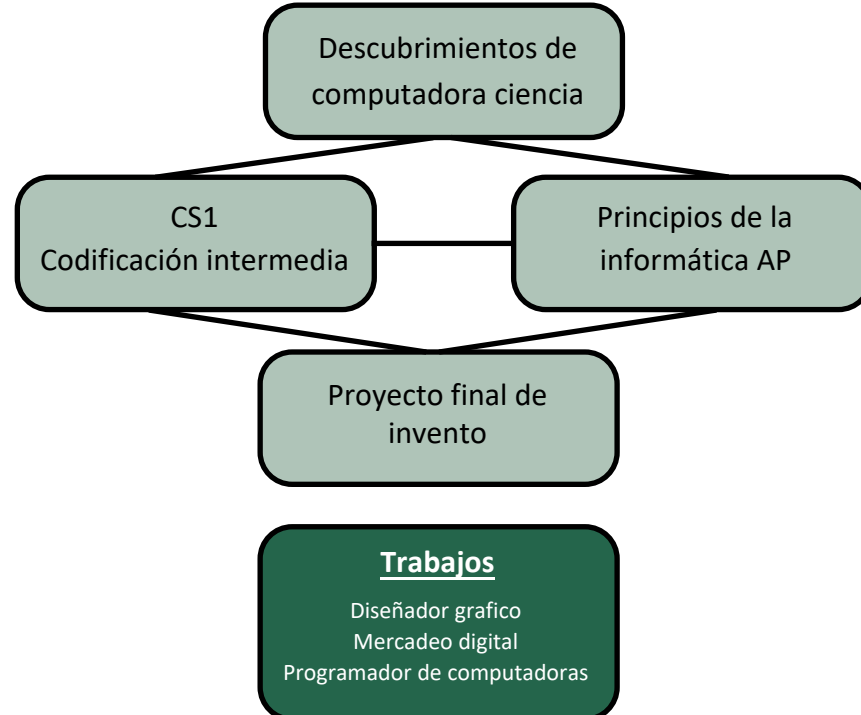 Descubrimientos de
computadora ciencia
CS1
Codificación intermedia
Principios de la
informática AP
Proyecto final de
invento
Trabajos
Diseñador grafico
Mercadeo digital
Programador de computadoras